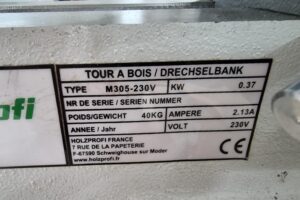 profi
TOUR A BOIS / DRECHSELBANK
TYPE M305-230V KW 0.37
NR DE SERIE / SERIEN NUMMER
POIDS/GEWICHT 40KG AMPERE 2.13A
ANNEE / Jahr VOLT 230V
HOLZPROFI FRANCE
7 RUE DE LA PAPETERIE
F-67590 Schweighouse sur Moder
www.holzprofi.fr
CE